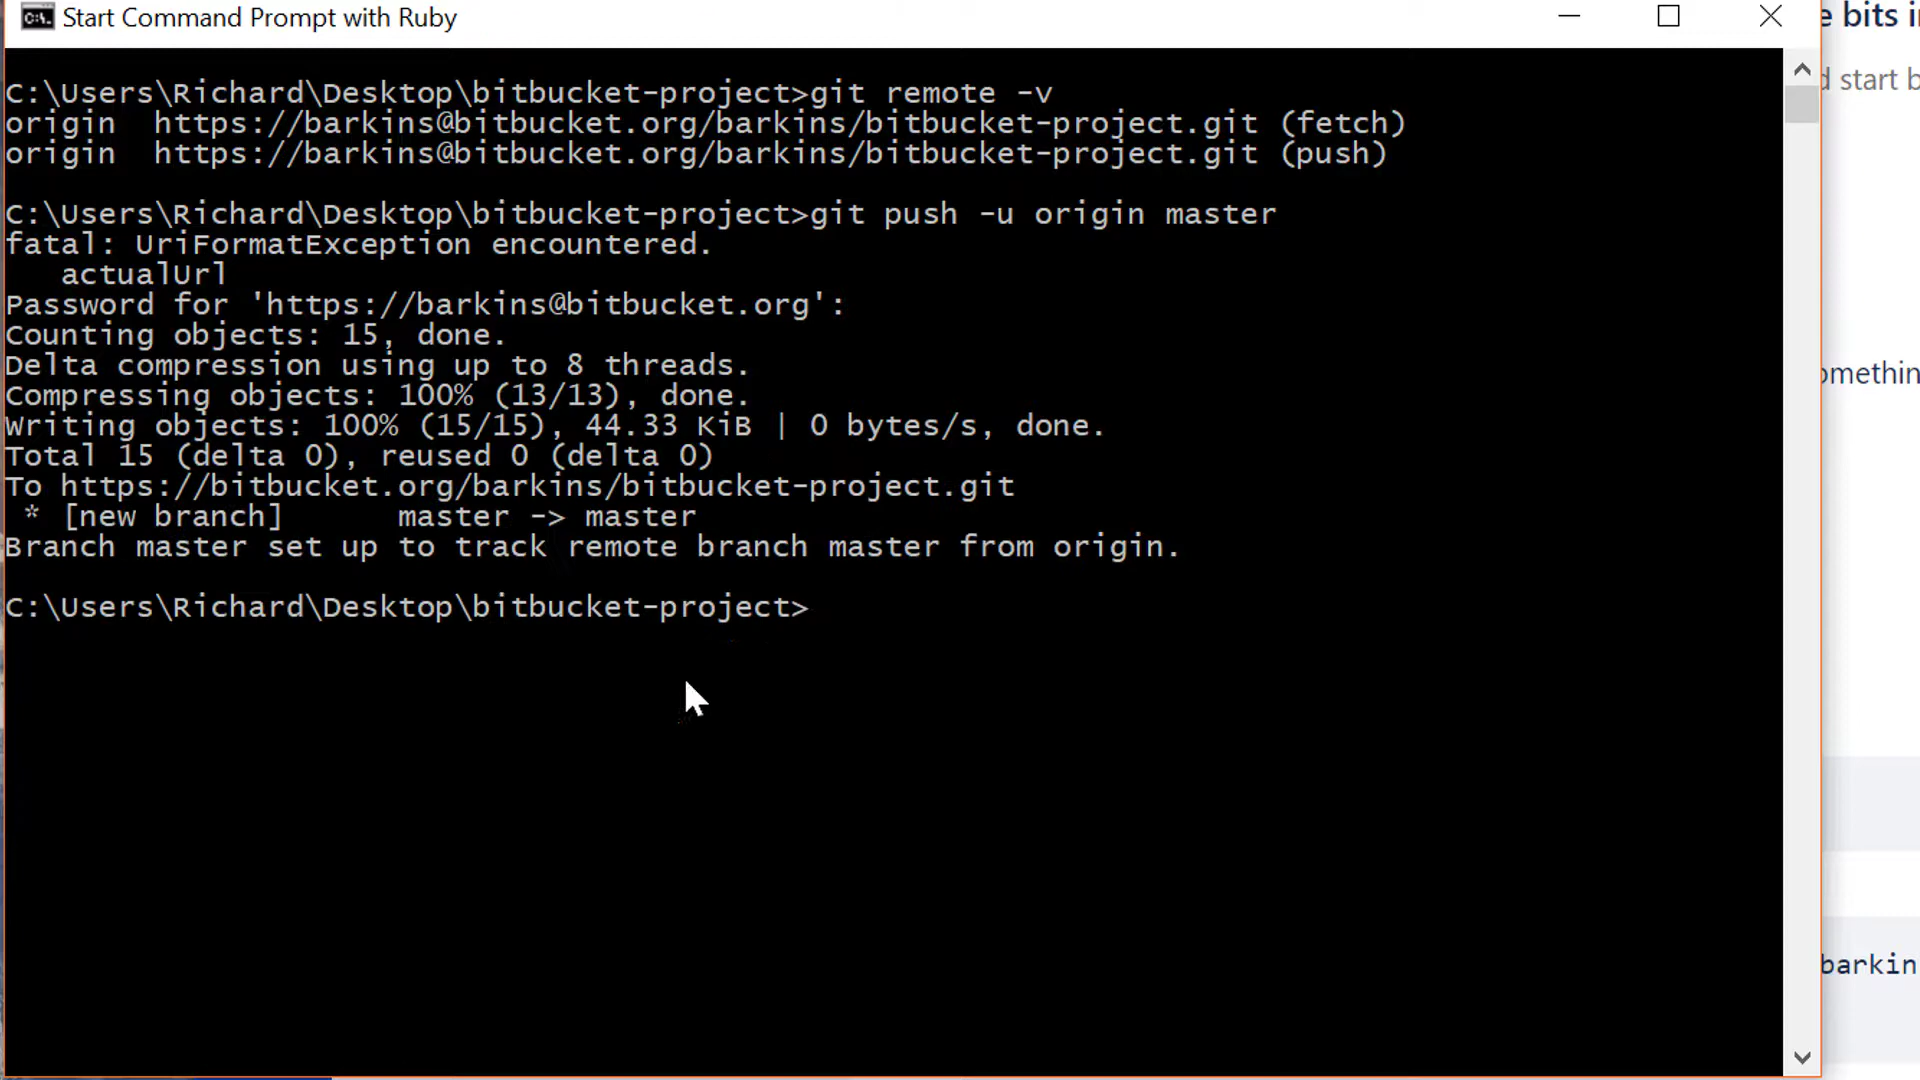 Start Command Prompt with Ruby
e bits i
d start b
C:\Users\Richard\Desktop\bitbucket-project>git remote -v
origin  https://barkins@bitbucket.org/barkins/bitbucket-project.git (fetch)
origin  https://barkins@bitbucket.org/barkins/bitbucket-project.git (push)
C:\Users\Richard\Desktop\bitbucket-project>git push -u origin master
fatal: UriFormatException encountered.
   actualUrl
Password for 'https://barkins@bitbucket.org':
Counting objects: 15, done.
Delta compression using up to 8 threads.
omethin
Compressing objects: 100% (13/13), done.
Writing objects: 100% (15/15), 44.33 KiB | 0 bytes/s, done.
Total 15 (delta 0), reused 0 (delta 0)
To https://bitbucket.org/barkins/bitbucket-project.git
 * [new branch]      master -> master
Branch master set up to track remote branch master from origin.
C:\Users\Richard\Desktop\bitbucket-project>
barkin